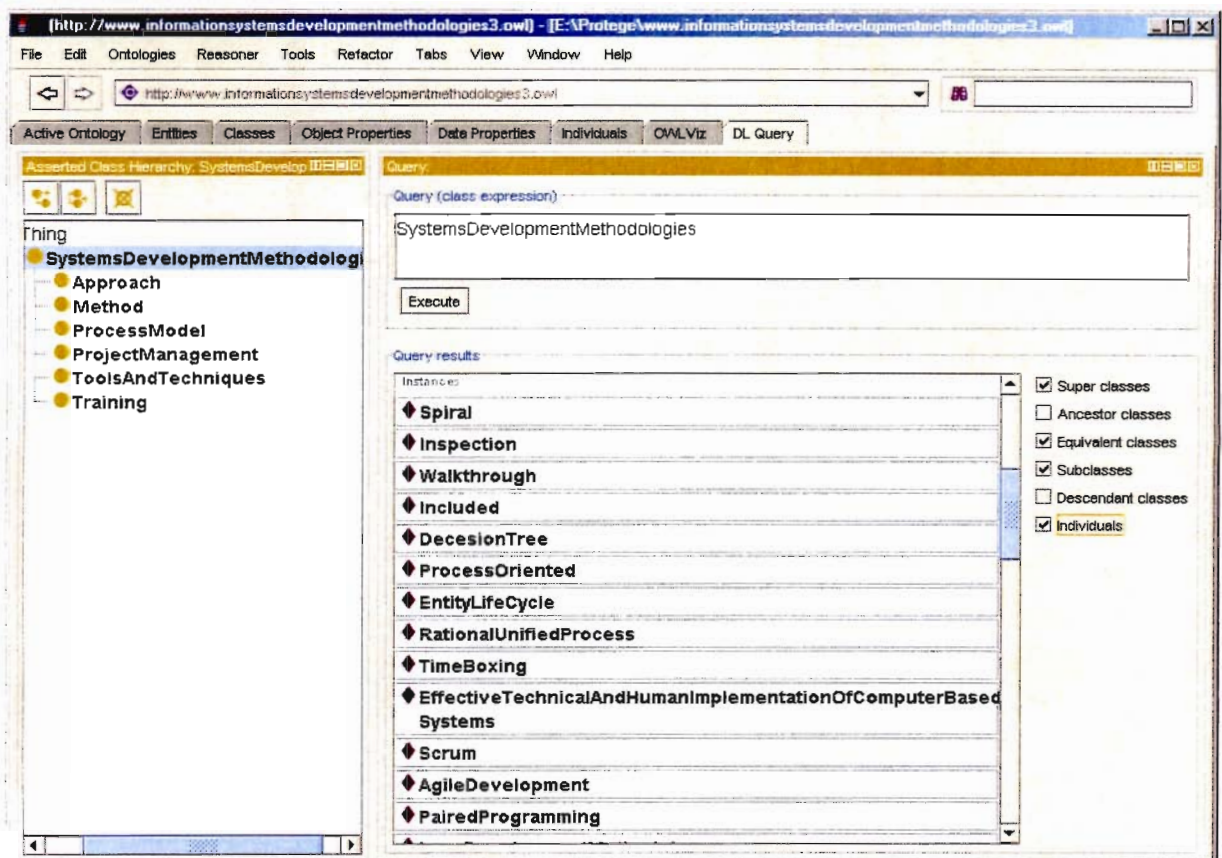 [http://www.informationsystemsdevelopmentmethodologies3.owl] - [E:\Protege\www.informationsystemsdevelopmentmethodologies3.owl]
File Edit Ontologies Reasoner Tools Refactor Tabs View Window Help
http://www.informationsystemsdevelopmentmethodologies3.owl
Active Ontology Entities Classes Object Properties Data Properties Individuals OWLViz DL Query
Asserted Class Hierarchy: SystemsDevelop
Query:
Query (class expression)
SystemsDevelopmentMethodologies
Execute
Thing
SystemsDevelopmentMethodologi
Approach
Method
ProcessModel
ProjectManagement
ToolsAndTechniques
Training
Query results
Instances
Spiral
Inspection
Walkthrough
Included
DecesionTree
ProcessOriented
EntityLifeCycle
RationalUnifiedProcess
TimeBoxing
EffectiveTechnicalAndHumanImplementationOfComputerBased
Systems
Scrum
AgileDevelopment
PairedProgramming
Super classes
Ancestor classes
Equivalent classes
Subclasses
Descendant classes
Individuals